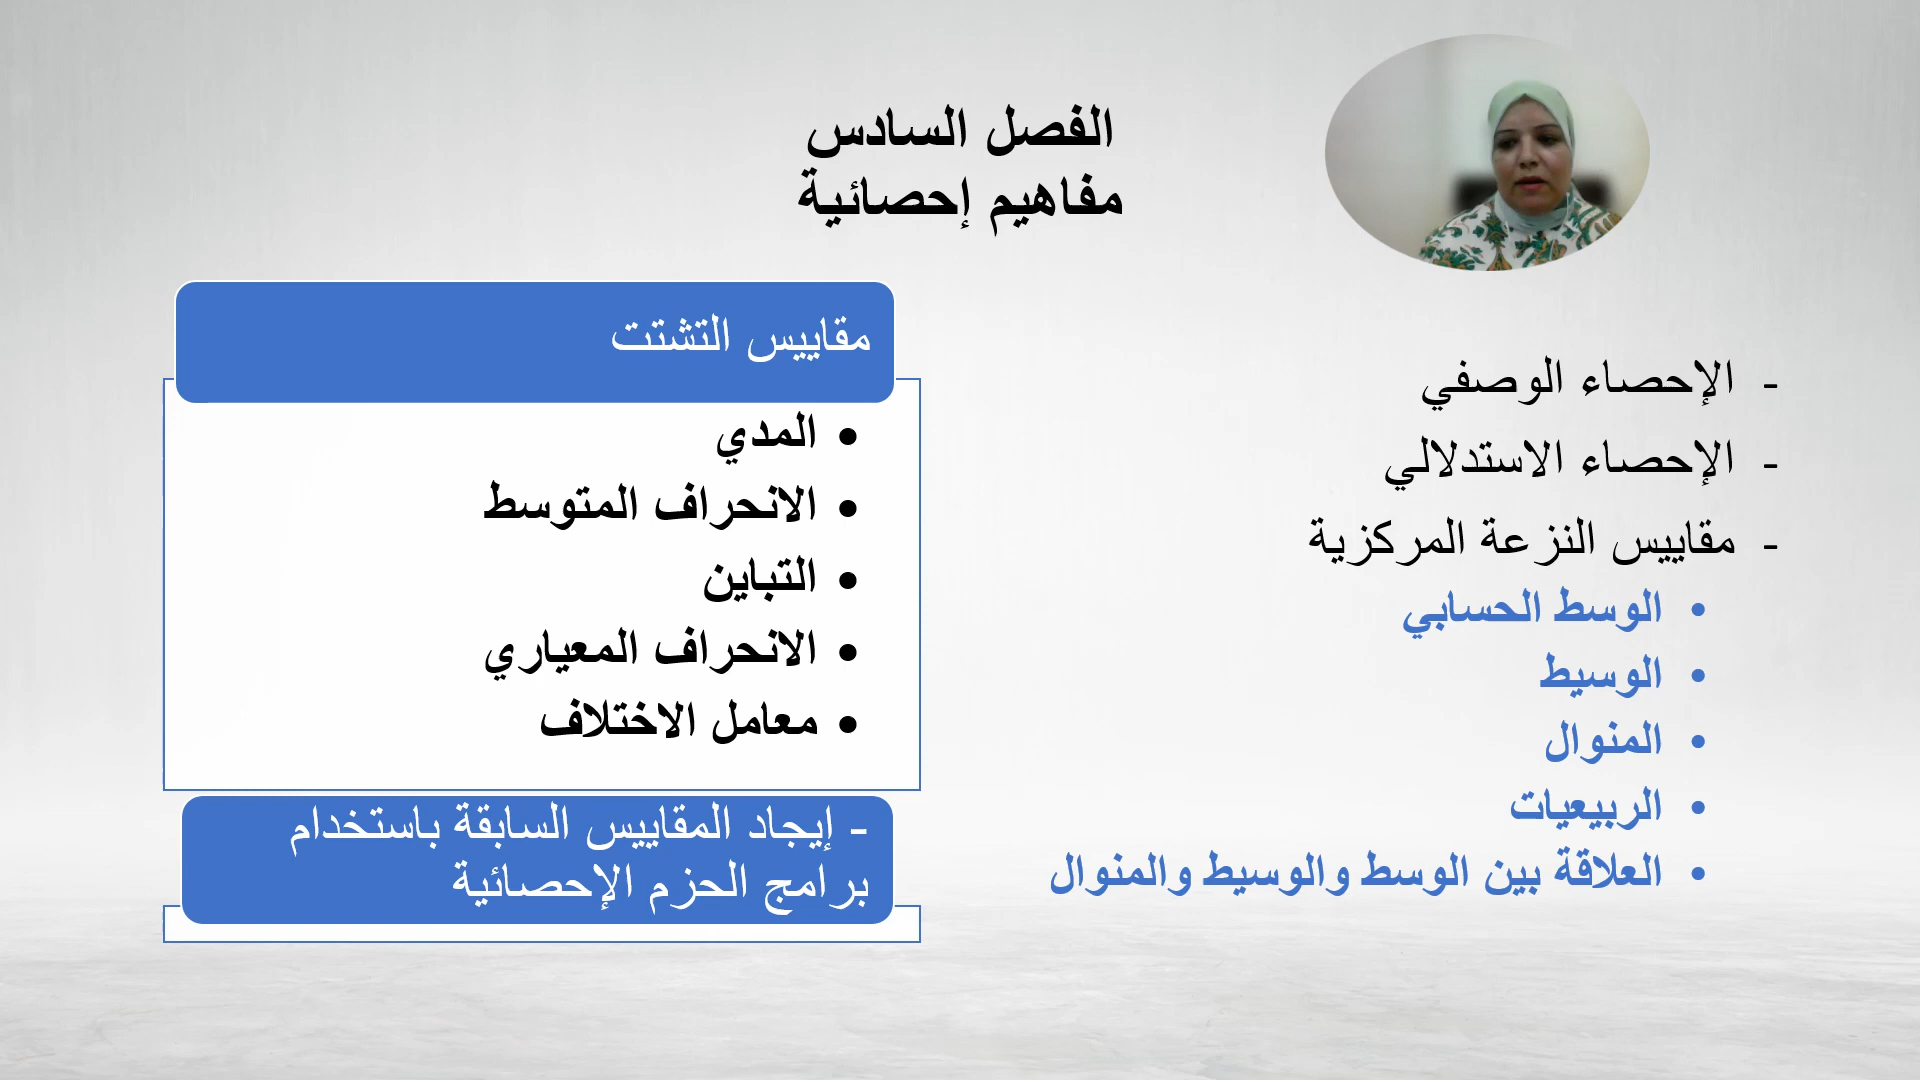 الفصل السادس
مفاهيم إحصائية
- الإحصاء الوصفي
- الإحصاء الاستدلالي
- مقاييس النزعة المركزية
• الوسط الحسابي
• الوسيط
• المنوال
• الربيعيات
• العلاقة بين الوسط والوسيط والمنوال
مقاييس التشتت
• المدي
• الانحراف المتوسط
• التباين
• الانحراف المعياري
• معامل الاختلاف
- إيجاد المقاييس السابقة باستخدام
برامج الحزم الإحصائية